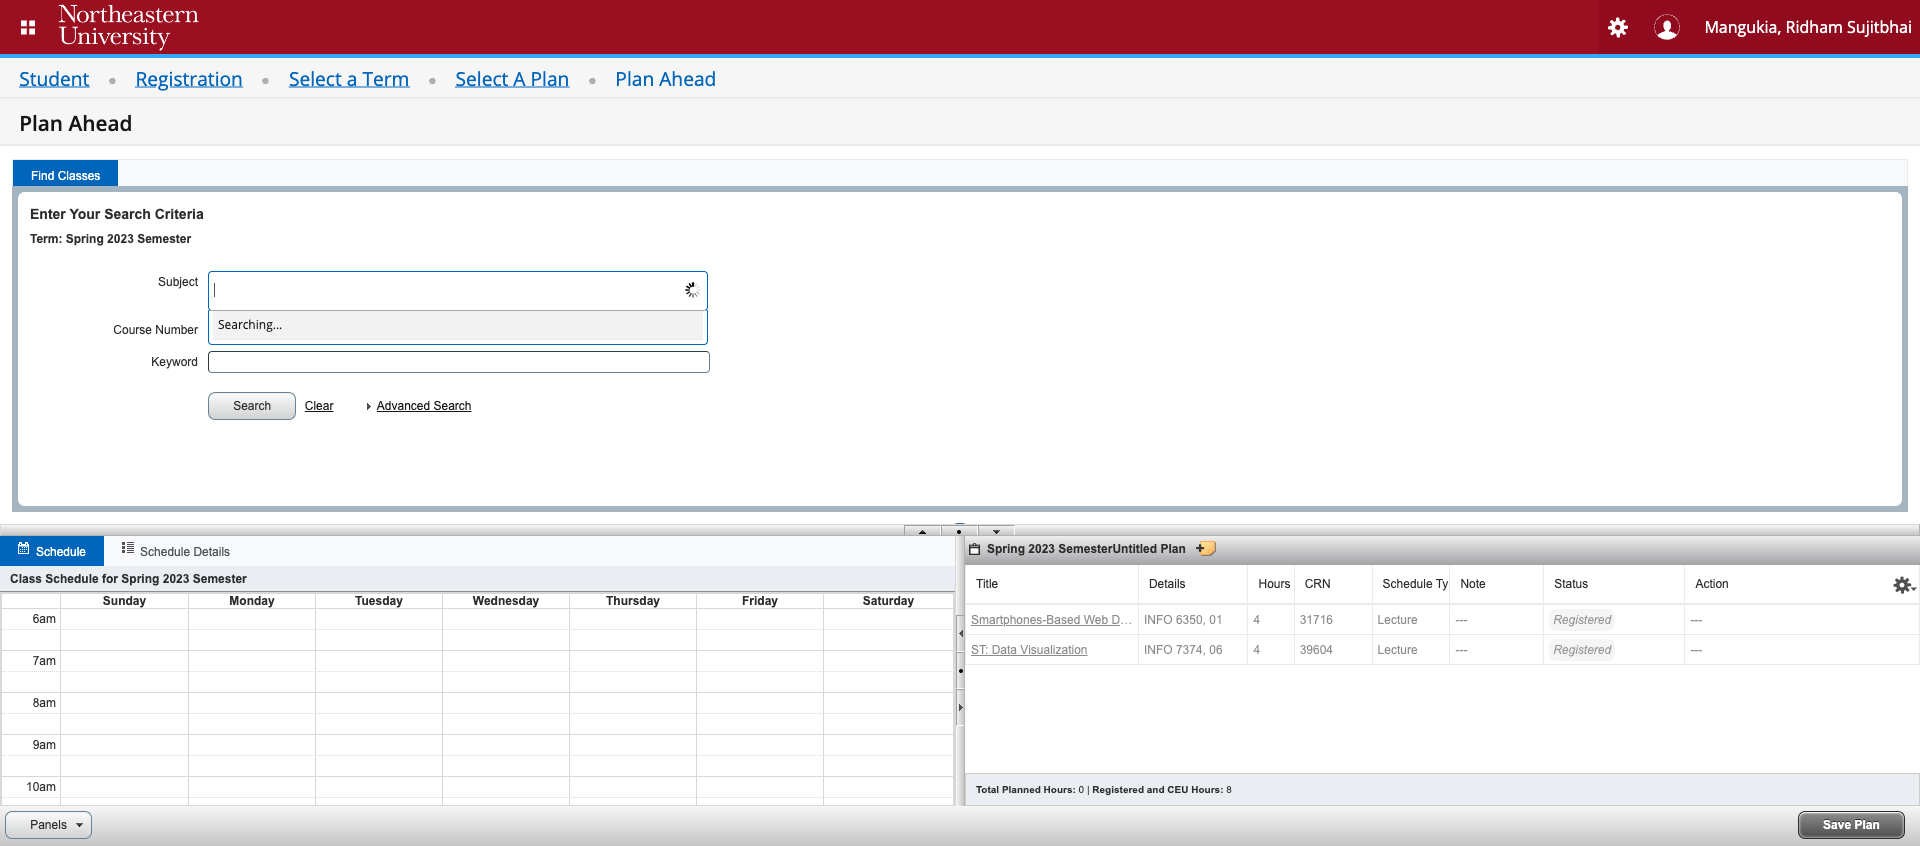 Northeastern
University
Mangukia, Ridham Sujitbhai
Student • Registration • Select a Term • Select A Plan • Plan Ahead
Plan Ahead
Find Classes
Enter Your Search Criteria
Term: Spring 2023 Semester
Subject
Searching...
Course Number
Keyword
Search Clear Advanced Search
Schedule Schedule Details
Class Schedule for Spring 2023 Semester
Sunday Monday Tuesday Wednesday Thursday Friday Saturday
6am
7am
8am
9am
10am
Spring 2023 SemesterUntitled Plan
Title Details Hours CRN Schedule Ty Note Status Action
Smartphones-Based Web D... INFO 6350, 01 4 31716 Lecture --- Registered ---
ST: Data Visualization INFO 7374, 06 4 39604 Lecture --- Registered ---
Total Planned Hours: 0 | Registered and CEU Hours: 8
Panels
Save Plan